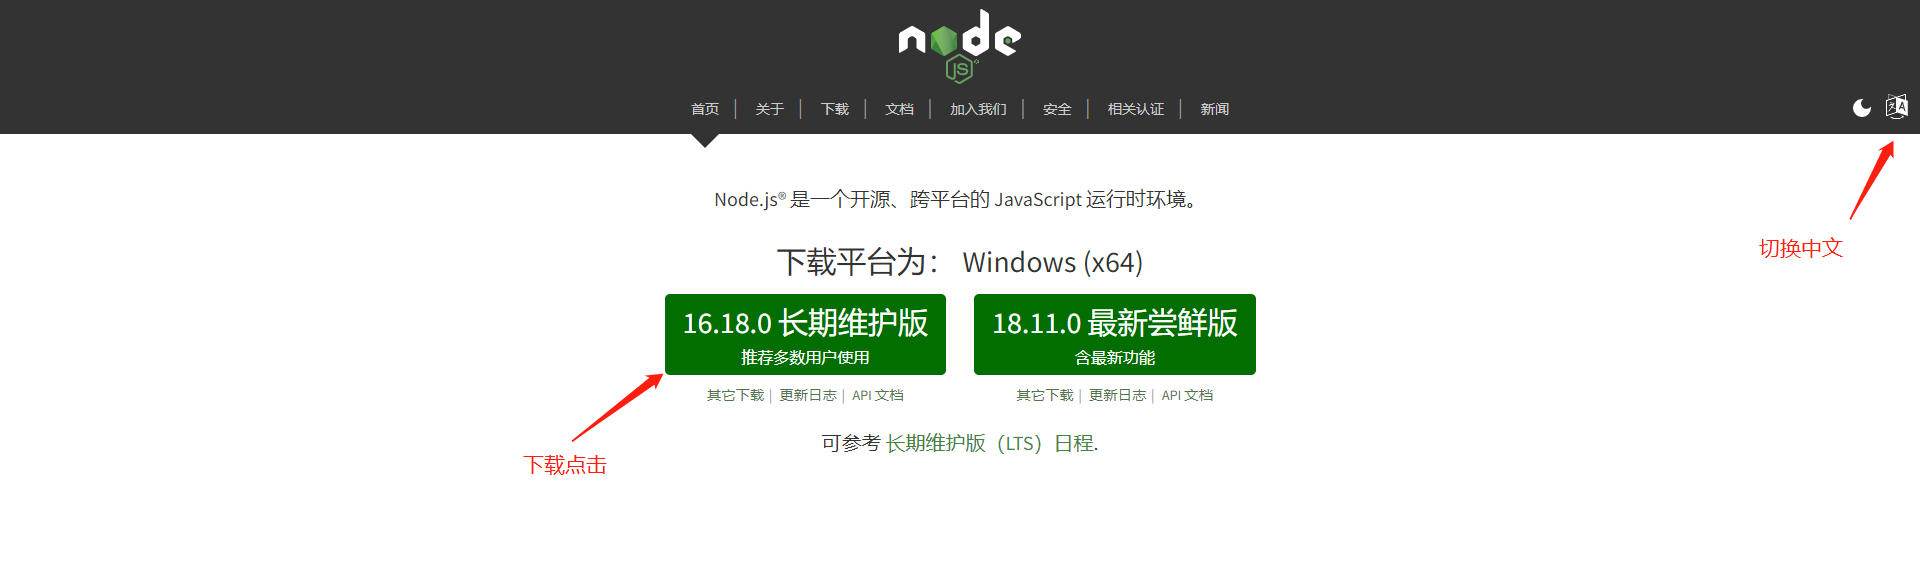 node
JS
首页 | 关于 | 下载 | 文档 | 加入我们 | 安全 | 相关认证 | 新闻
切换中文
Node.js® 是一个开源、跨平台的 JavaScript 运行时环境。
下载平台为： Windows (x64)
16.18.0 长期维护版
推荐多数用户使用
18.11.0 最新尝鲜版
含最新功能
其它下载 | 更新日志 | API 文档
其它下载 | 更新日志 | API 文档
可参考 长期维护版（LTS）日程.
下载点击